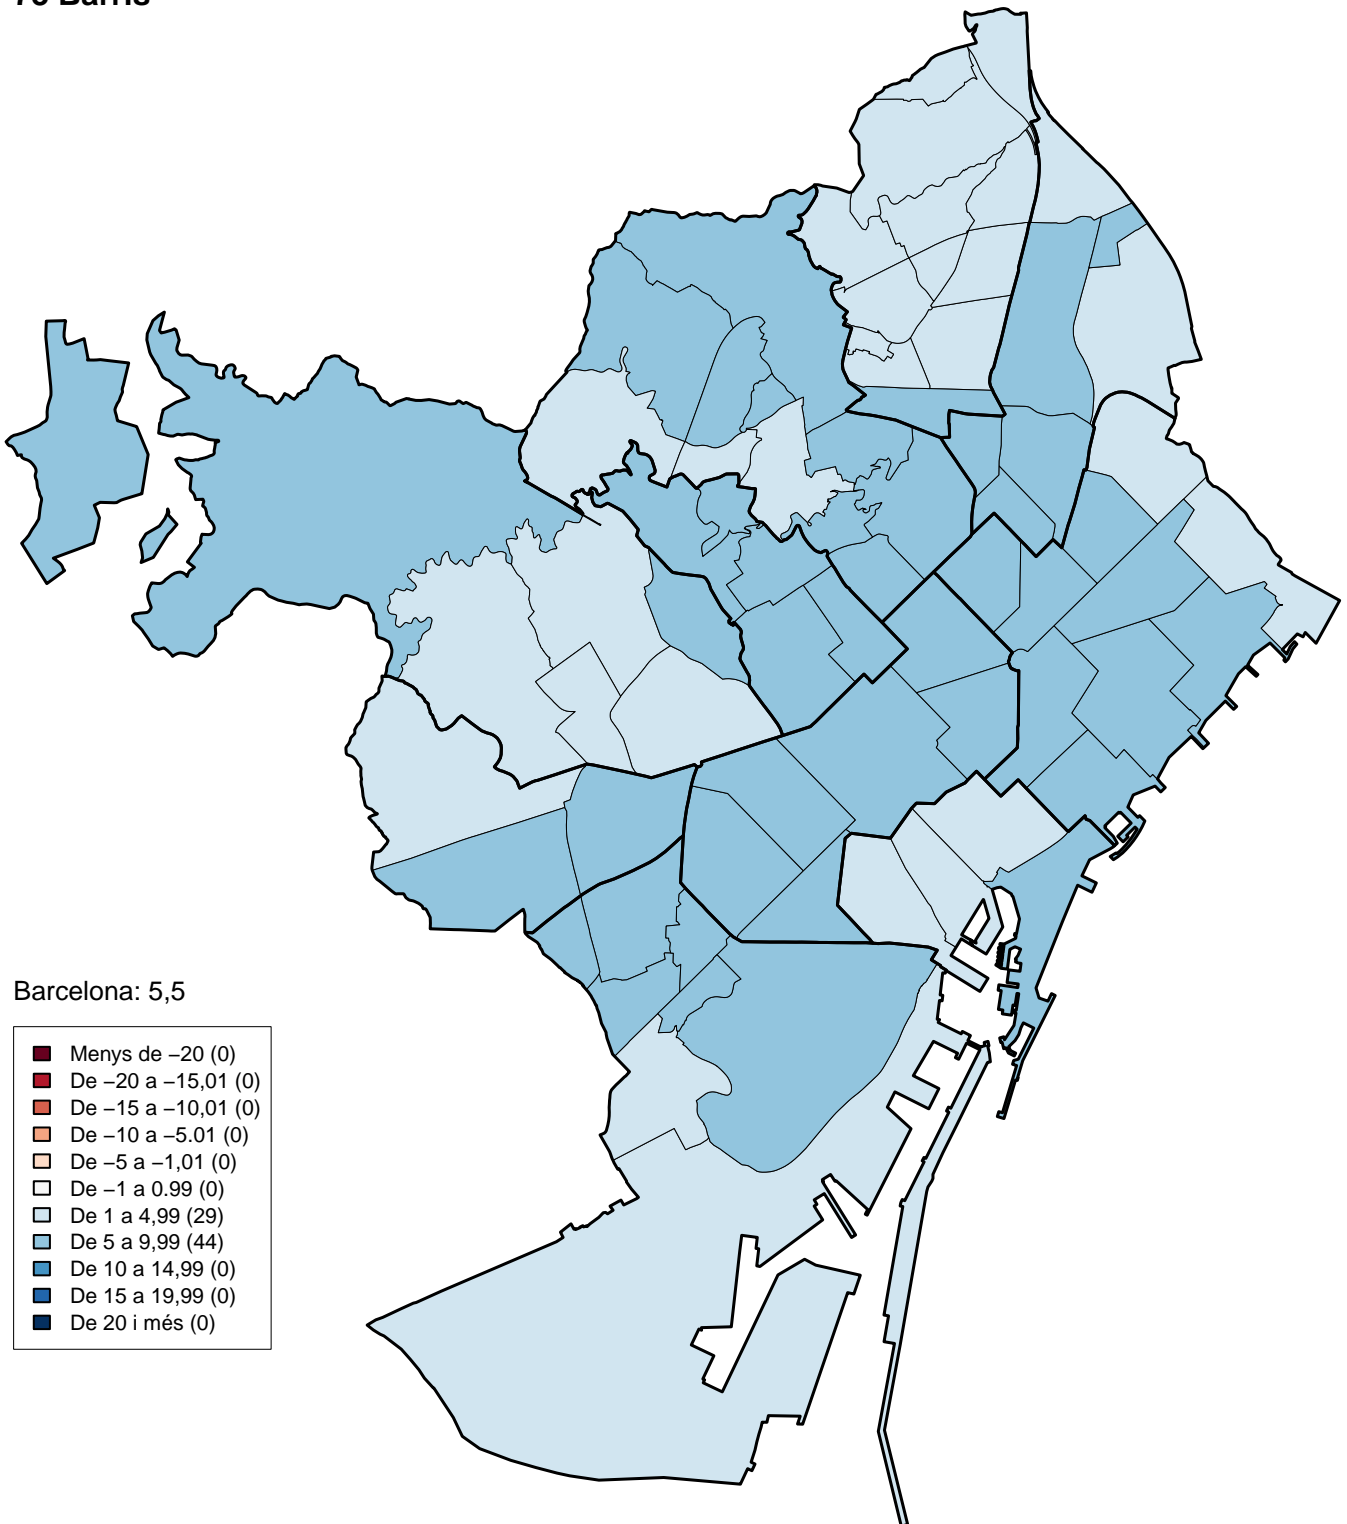 Barcelona: 5,5
Menys de −20 (0)
De −20 a −15,01 (0)
De −15 a −10,01 (0)
De −10 a −5.01 (0)
De −5 a −1,01 (0)
De −1 a 0.99 (0)
De 1 a 4,99 (29)
De 5 a 9,99 (44)
De 10 a 14,99 (0)
De 15 a 19,99 (0)
De 20 i més (0)